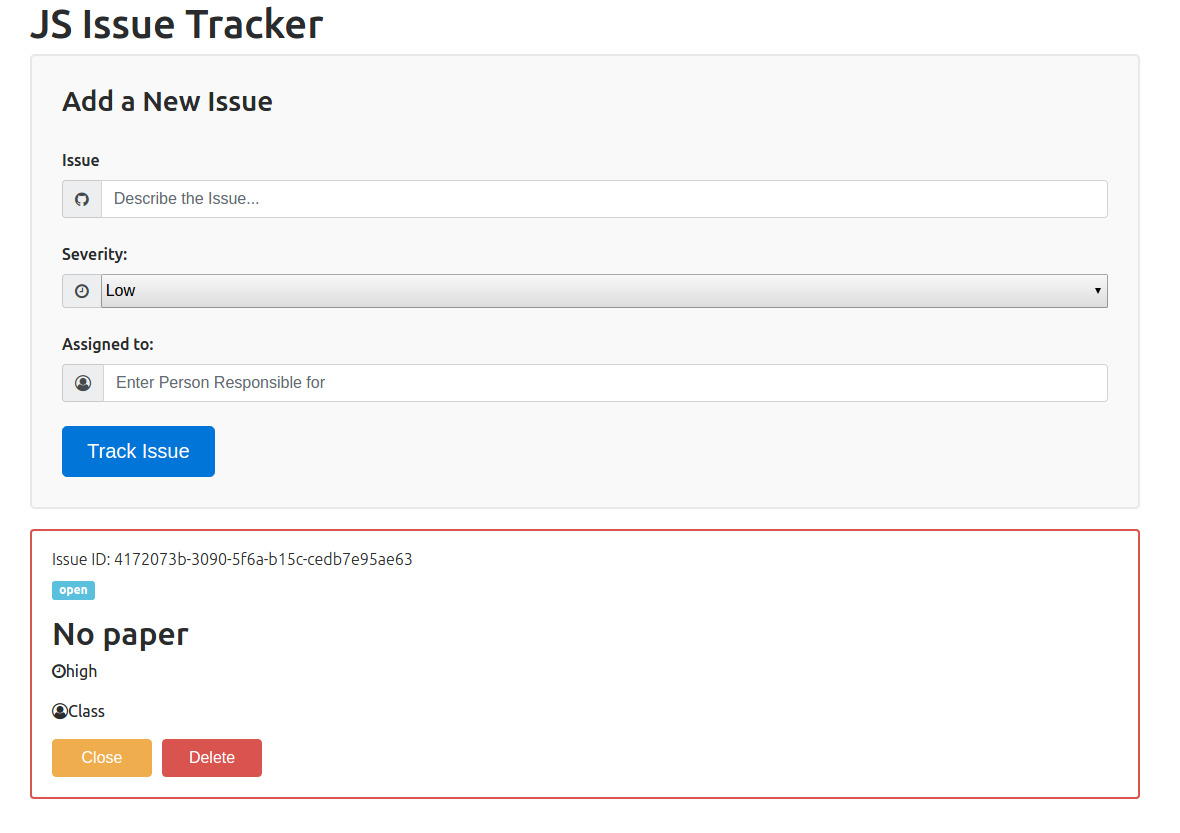 JS Issue Tracker
Add a New Issue
Issue
Describe the Issue...
Severity:
Low
Assigned to:
Enter Person Responsible for
Track Issue
Issue ID: 4172073b-3090-5f6a-b15c-cedb7e95ae63
open
No paper
high
Class
Close Delete